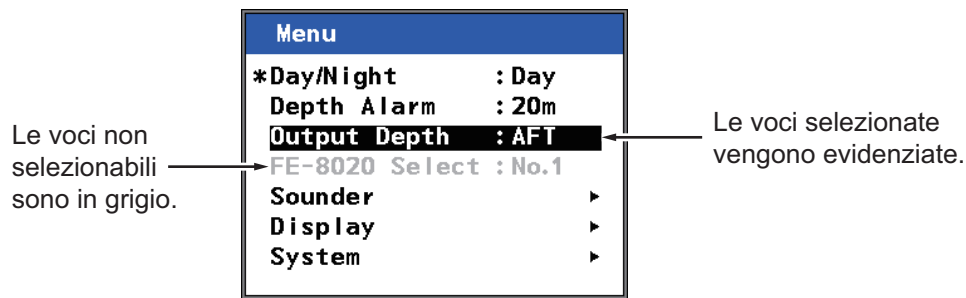 Menu
*Day/Night :Day
Depth Alarm :20m
Output Depth :AFT
FE-8020 Select :No.1
Sounder ▸
Display ▸
System ▸
Le voci non
selezionabili
sono in grigio.
Le voci selezionate
vengono evidenziate.